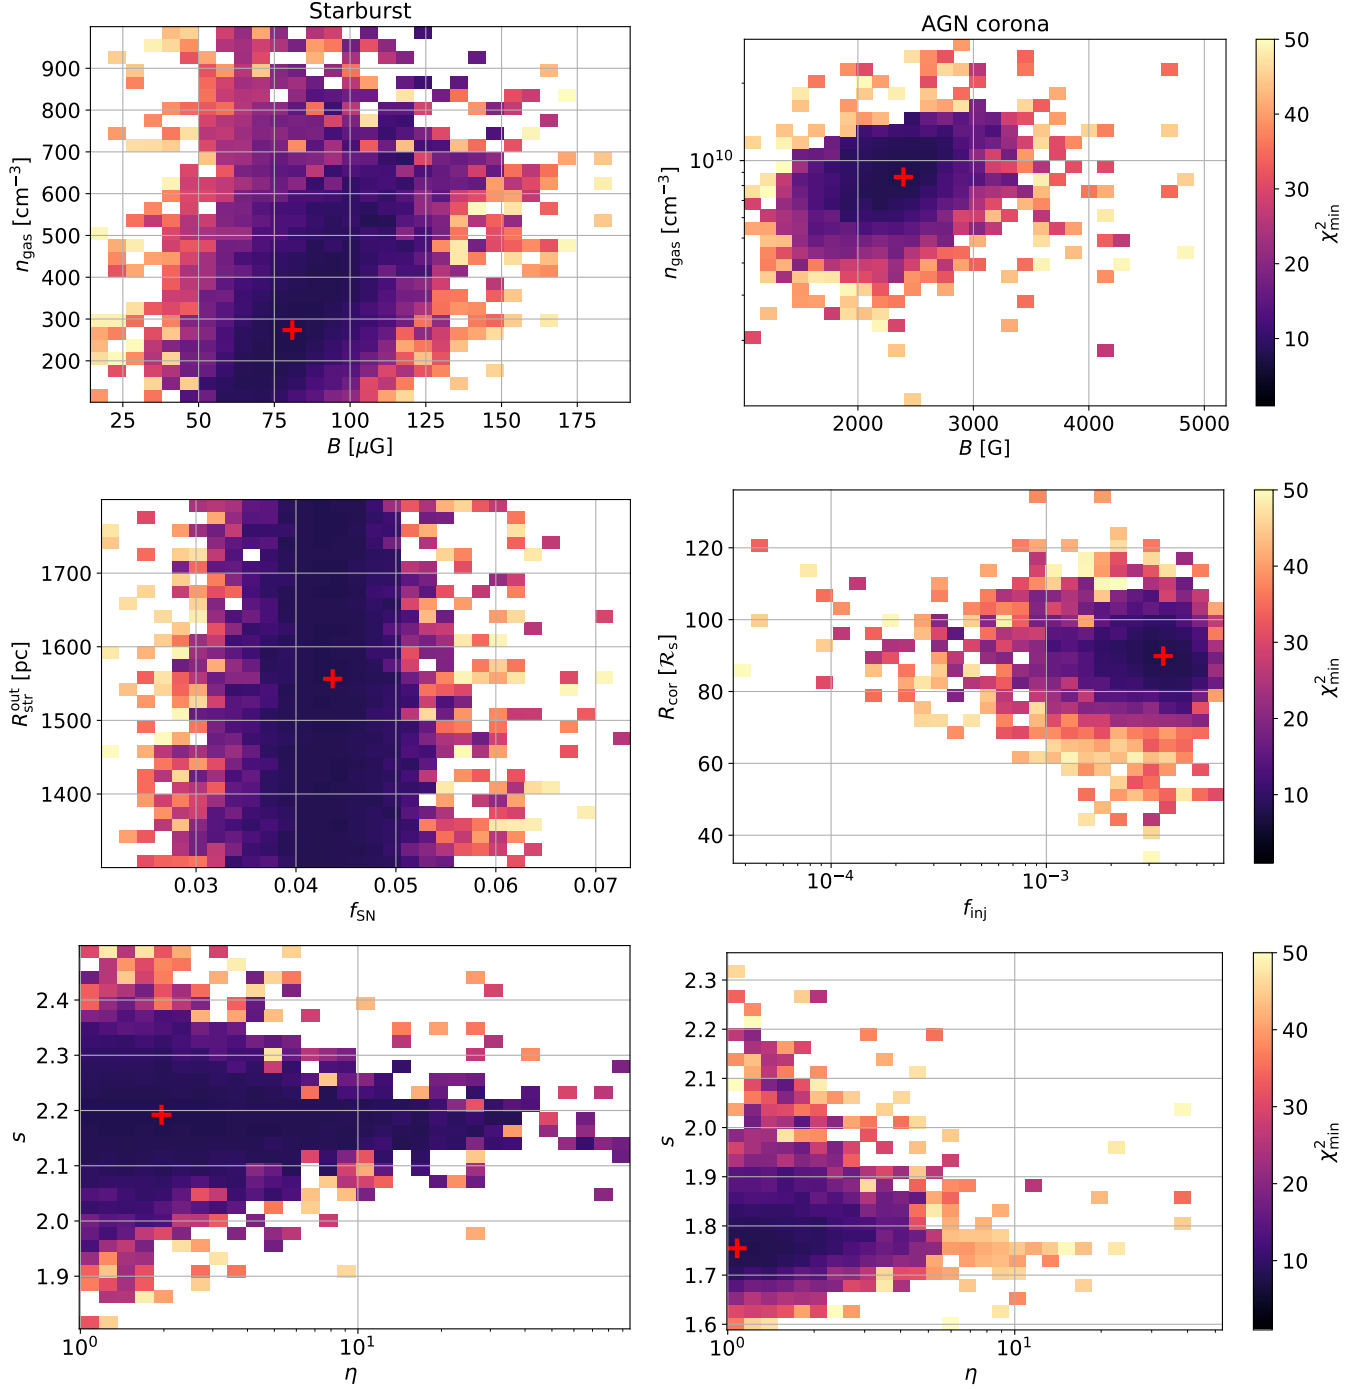 Starburst
900
800
700
600
500
400
300
200
n_gas [cm^−3]
25 50 75 100 125 150 175
B [μG]
AGN corona
10^10
n_gas [cm^−3]
2000 3000 4000 5000
B [G]
50
40
30
20
10
χ²_min
1700
1600
1500
1400
R_str^out [pc]
0.03 0.04 0.05 0.06 0.07
f_SN
120
100
80
60
40
R_cor [ℛ_s]
10^−4 10^−3
f_inj
50
40
30
20
10
χ²_min
2.4
2.3
2.2
2.1
2.0
1.9
s
10^0 10^1
η
2.3
2.2
2.1
2.0
1.9
1.8
1.7
1.6
s
10^0 10^1
η
50
40
30
20
10
χ²_min